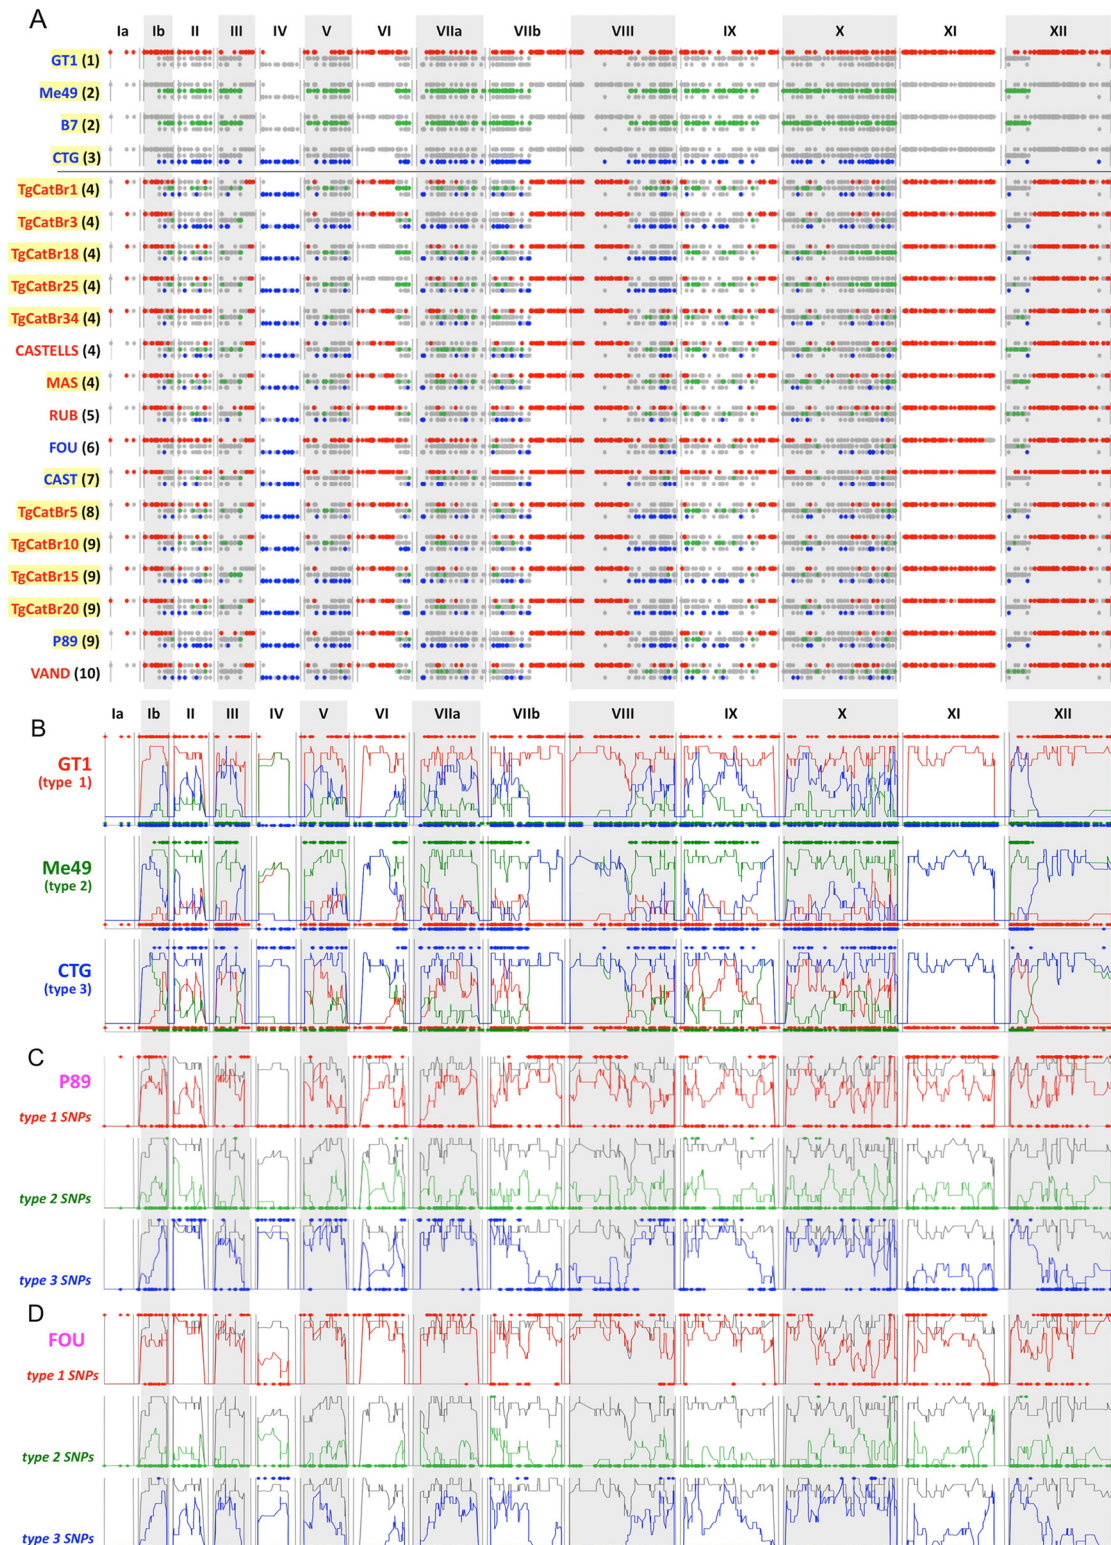 A
Ia Ib II III IV V VI VIIa VIIb VIII IX X XI XII
GT1 (1)
Me49 (2)
B7 (2)
CTG (3)
TgCatBr1 (4)
TgCatBr3 (4)
TgCatBr18 (4)
TgCatBr25 (4)
TgCatBr34 (4)
CASTELLS (4)
MAS (4)
RUB (5)
FOU (6)
CAST (7)
TgCatBr5 (8)
TgCatBr10 (9)
TgCatBr15 (9)
TgCatBr20 (9)
P89 (9)
VAND (10)
Ia Ib II III IV V VI VIIa VIIb VIII IX X XI XII
B
GT1
(type 1)
Me49
(type 2)
CTG
(type 3)
C
P89
type 1 SNPs
type 2 SNPs
type 3 SNPs
D
FOU
type 1 SNPs
type 2 SNPs
type 3 SNPs